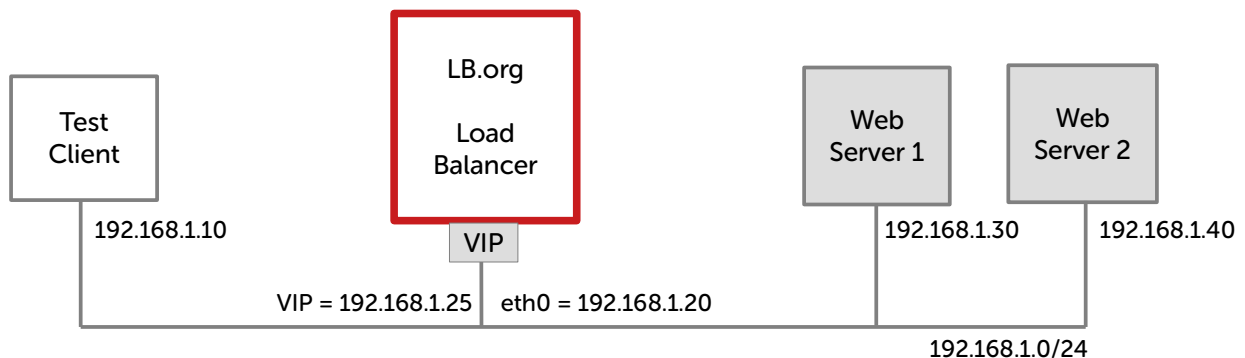 LB.org
Load
Balancer
Test
Client
Web
Server 1
Web
Server 2
192.168.1.10
VIP
192.168.1.30
192.168.1.40
VIP = 192.168.1.25
eth0 = 192.168.1.20
192.168.1.0/24